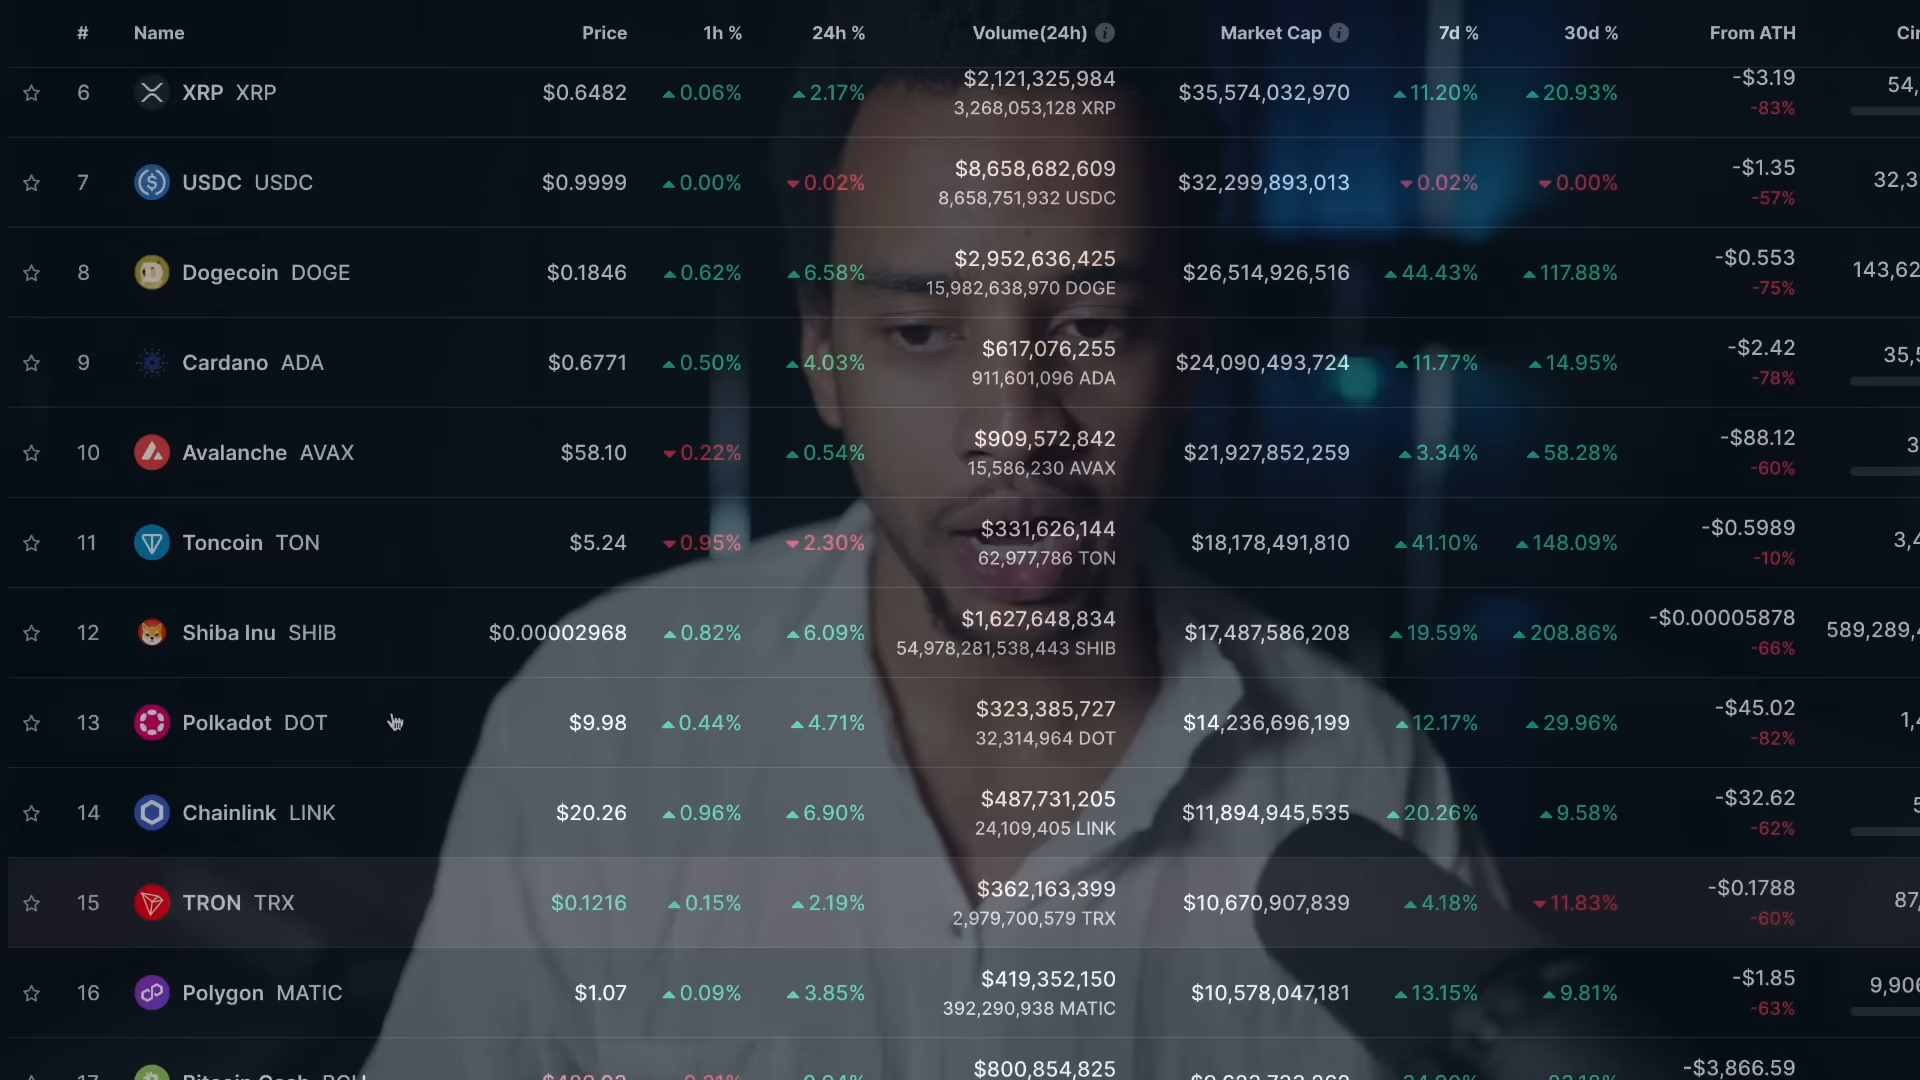 # Name Price 1h % 24h % Volume(24h) Market Cap 7d % 30d % From ATH
6 XRP XRP $0.6482 0.06% 2.17% $2,121,325,984 $35,574,032,970 11.20% 20.93% -$3.19 54,
3,268,053,128 XRP -83%
7 USDC USDC $0.9999 0.00% 0.02% $8,658,682,609 $32,299,893,013 0.02% 0.00% -$1.35 32,3
8,658,751,932 USDC -57%
8 Dogecoin DOGE $0.1846 0.62% 6.58% $2,952,636,425 $26,514,926,516 44.43% 117.88% -$0.553 143,62
15,982,638,970 DOGE -75%
9 Cardano ADA $0.6771 0.50% 4.03% $617,076,255 $24,090,493,724 11.77% 14.95% -$2.42 35,5
911,601,096 ADA -78%
10 Avalanche AVAX $58.10 0.22% 0.54% $909,572,842 $21,927,852,259 3.34% 58.28% -$88.12 3
15,586,230 AVAX -60%
11 Toncoin TON $5.24 0.95% 2.30% $331,626,144 $18,178,491,810 41.10% 148.09% -$0.5989 3,4
62,977,786 TON -10%
12 Shiba Inu SHIB $0.00002968 0.82% 6.09% $1,627,648,834 $17,487,586,208 19.59% 208.86% -$0.00005878 589,289,4
54,978,281,538,443 SHIB -66%
13 Polkadot DOT $9.98 0.44% 4.71% $323,385,727 $14,236,696,199 12.17% 29.96% -$45.02 1,4
32,314,964 DOT -82%
14 Chainlink LINK $20.26 0.96% 6.90% $487,731,205 $11,894,945,535 20.26% 9.58% -$32.62 5
24,109,405 LINK -62%
15 TRON TRX $0.1216 0.15% 2.19% $362,163,399 $10,670,907,839 4.18% 11.83% -$0.1788 87,
2,979,700,579 TRX -60%
16 Polygon MATIC $1.07 0.09% 3.85% $419,352,150 $10,578,047,181 13.15% 9.81% -$1.85 9,906
392,290,938 MATIC -63%
$800,854,825 -$3,866.59